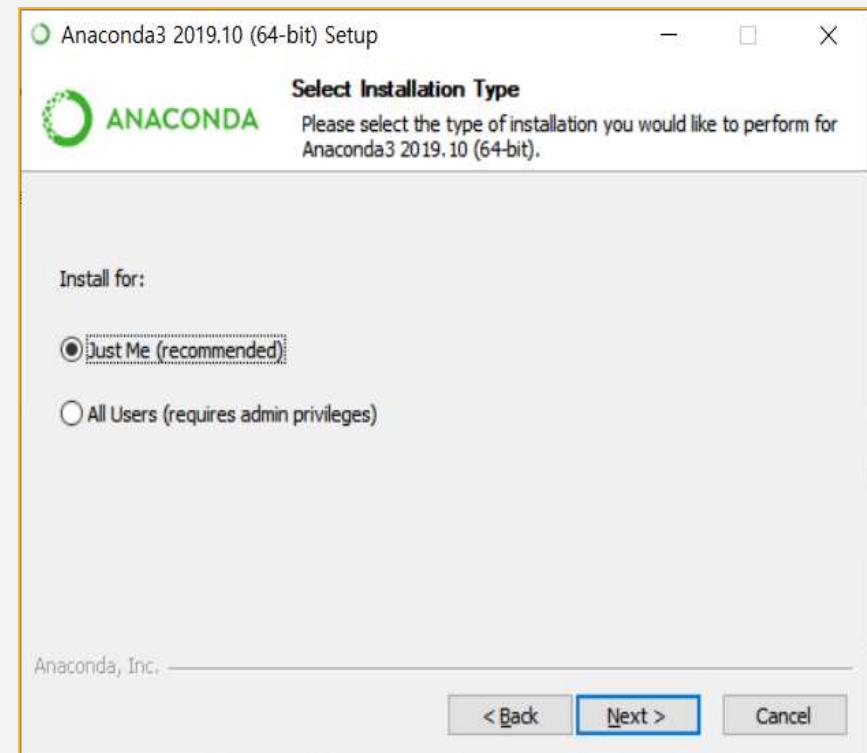 Anaconda3 2019.10 (64-bit) Setup
ANACONDA
Select Installation Type
Please select the type of installation you would like to perform for
Anaconda3 2019.10 (64-bit).
Install for:
Just Me (recommended)
All Users (requires admin privileges)
Anaconda, Inc.
< Back
Next >
Cancel